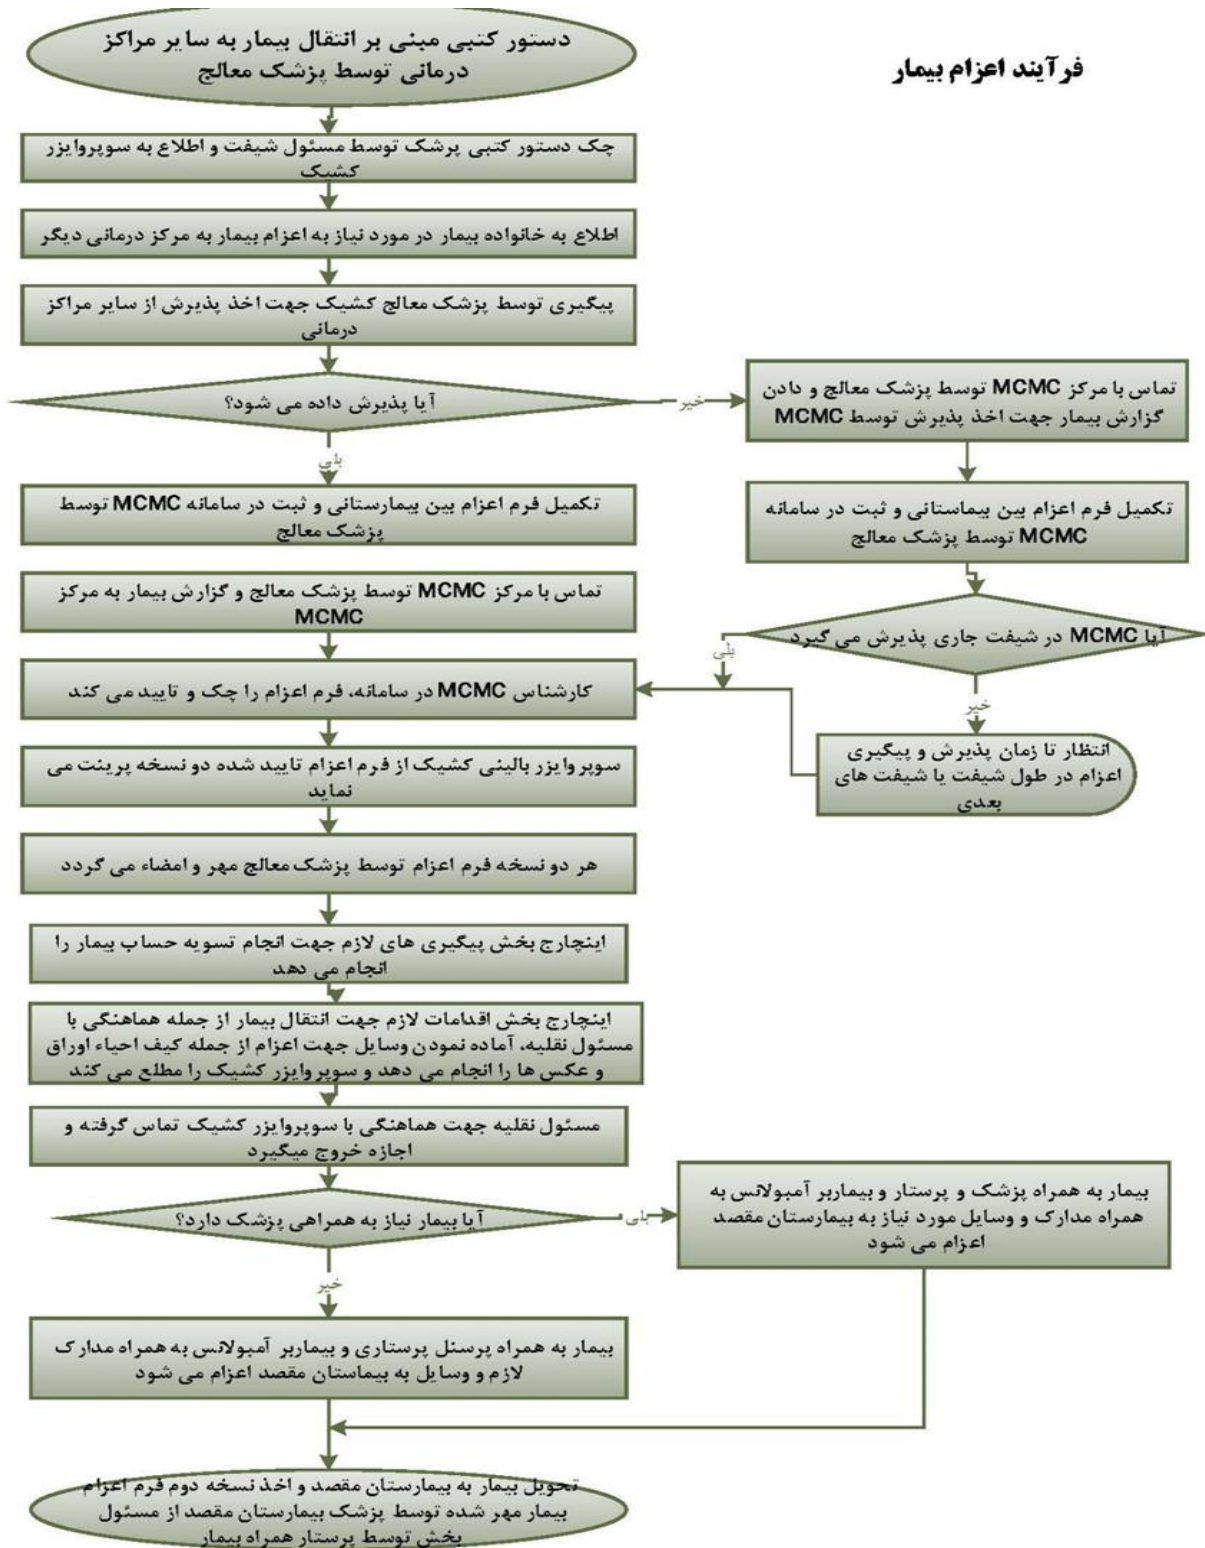 فرآیند اعزام بیمار
دستور کتبی مبنی بر انتقال بیمار به سایر مراکز
درمانی توسط پزشک معالج
چک دستور کتبی پرشک توسط مسئول شیفت و اطلاع به سوپروایزر
کشیک
اطلاع به خانواده بیمار در مورد نیاز به اعزام بیمار به مرکز درمانی دیگر
پیگیری توسط پزشک معالج کشیک جهت اخذ پذیرش از سایر مراکز
درمانی
آیا پذیرش داده می شود؟
خیر
تماس با مرکز MCMC توسط پزشک معالج و دادن
گزارش بیمار جهت اخذ پذیرش توسط MCMC
بلی
تکمیل فرم اعزام بین بیمارستانی و ثبت در سامانه MCMC توسط
پزشک معالج
تکمیل فرم اعزام بین بیماستانی و ثبت در سامانه
MCMC توسط پزشک معالج
تماس با مرکز MCMC توسط پزشک معالج و گزارش بیمار به مرکز
MCMC
آیا MCMC در شیفت جاری پذیرش می گیرد
بلی
خیر
کارشناس MCMC در سامانه، فرم اعزام را چک و تایید می کند
انتظار تا زمان پذیرش و پیگیری
اعزام در طول شیفت یا شیفت های
بعدی
سوپروایزر بالینی کشیک از فرم اعزام تایید شده دو نسخه پرینت می
نماید
هر دو نسخه فرم اعزام توسط پزشک معالج مهر و امضاء می گردد
اینچارج بخش پیگیری های لازم جهت انجام تسویه حساب بیمار را
انجام می دهد
اینچارج بخش اقدامات لازم جهت انتقال بیمار از جمله هماهنگی با
مسئول نقلیه، آماده نمودن وسایل جهت اعزام از جمله کیف احیاء اوراق
و عکس ها را انجام می دهد و سوپروایزر کشیک را مطلع می کند
مسئول نقلیه جهت هماهنگی با سوپروایزر کشیک تماس گرفته و
اجازه خروج میگیرد
آیا بیمار نیاز به همراهی پزشک دارد؟
بلی
بیمار به همراه پزشک و پرستار و بیماربر آمبولانس به
همراه مدارک و وسایل مورد نیاز به بیمارستان مقصد
اعزام می شود
خیر
بیمار به همراه پرسنل پرستاری و بیماربر آمبولانس به همراه مدارک
لازم و وسایل به بیماستان مقصد اعزام می شود
تحویل بیمار به بیمارستان مقصد و اخذ نسخه دوم فرم اعزام
بیمار مهر شده توسط پزشک بیمارستان مقصد از مسئول
بخش توسط پرستار همراه بیمار